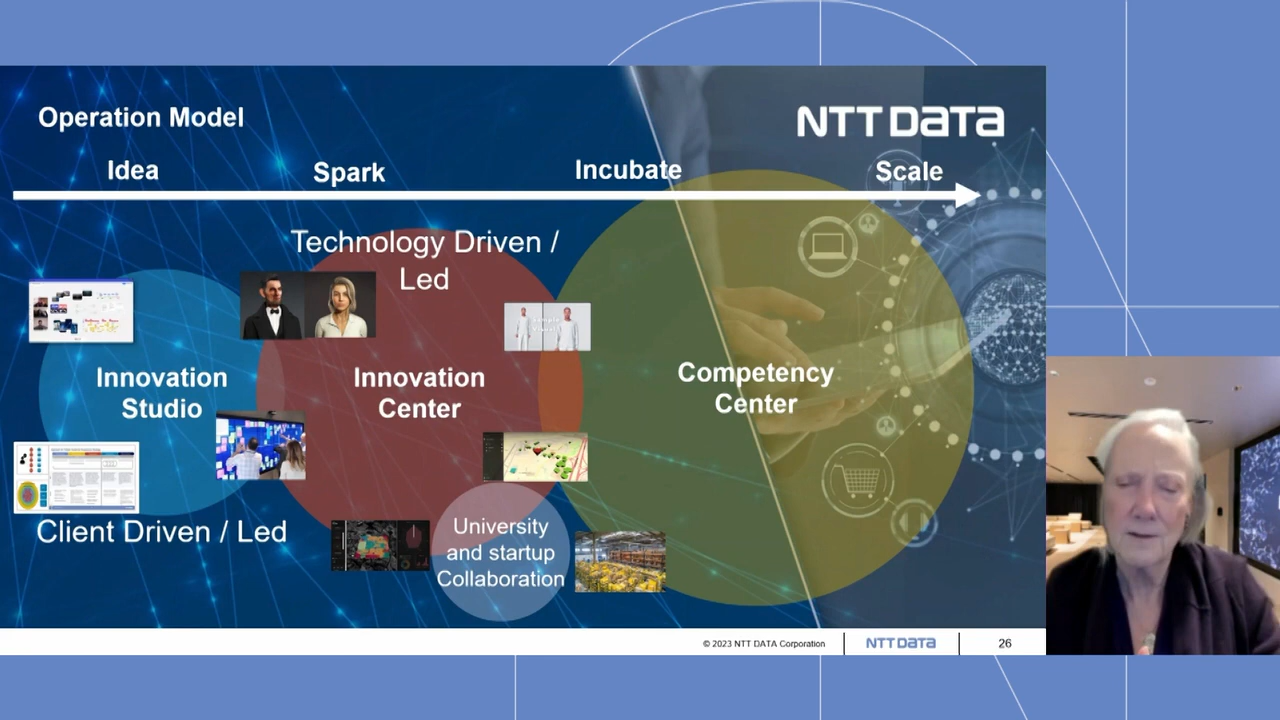 Operation Model
NTT DATA
Idea
Spark
Incubate
Scale
Technology Driven /
Led
Innovation
Studio
Innovation
Center
Competency
Center
Client Driven / Led
University
and startup
Collaboration
© 2023 NTT DATA Corporation
NTT DATA
26